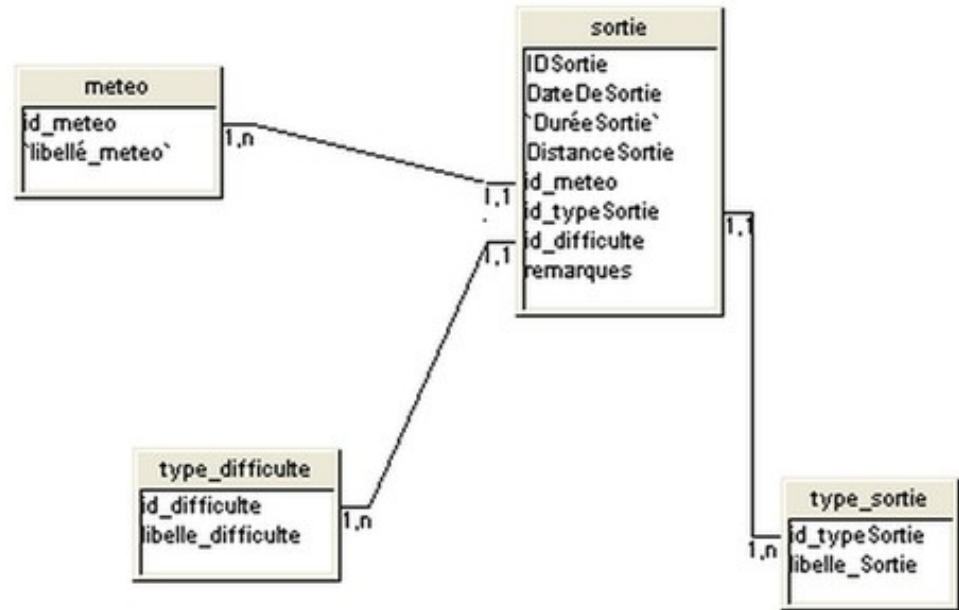 sortie
IDSortie
DateDeSortie
`DuréeSortie`
DistanceSortie
id_meteo
id_typeSortie
id_difficulte
remarques
meteo
id_meteo
`libellé_meteo`
1,n
1,1
1,1
1,1
type_difficulte
id_difficulte
libelle_difficulte
1,n
type_sortie
id_typeSortie
libelle_Sortie
1,n